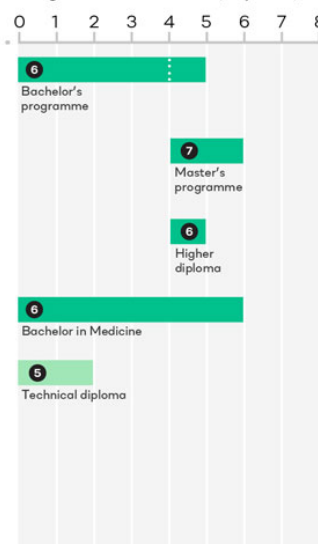 0 1 2 3 4 5 6 7 8
6
Bachelor's
programme
7
Master's
programme
6
Higher
diploma
6
Bachelor in Medicine
5
Technical diploma